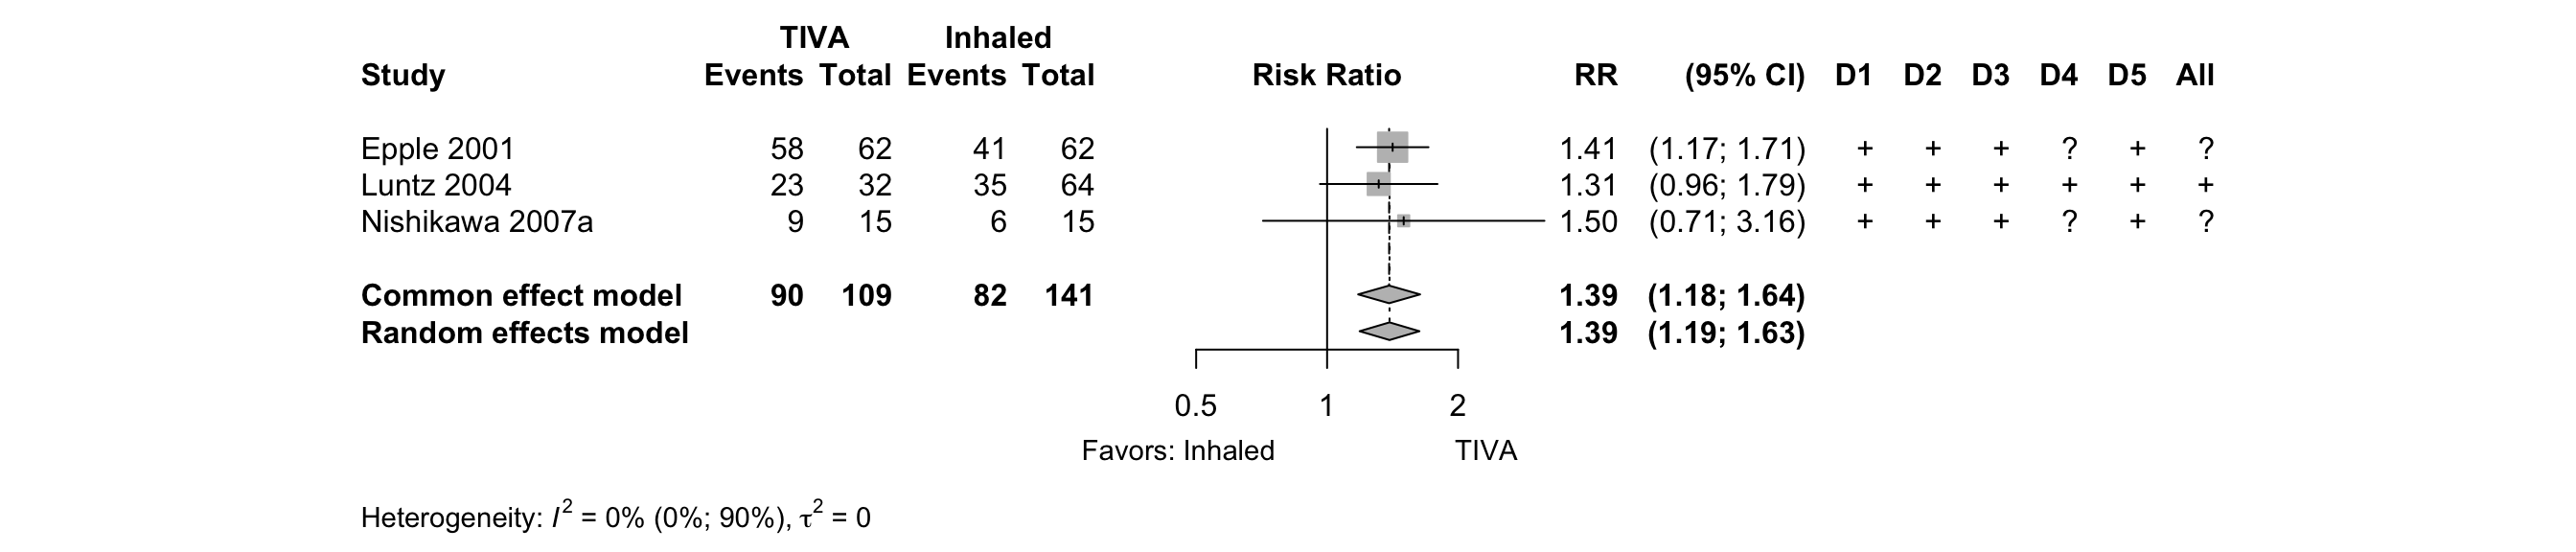 TIVA Inhaled
Study Events Total Events Total Risk Ratio RR (95% CI) D1 D2 D3 D4 D5 All
Epple 2001 58 62 41 62 1.41 (1.17; 1.71) + + + ? + ?
Luntz 2004 23 32 35 64 1.31 (0.96; 1.79) + + + + + +
Nishikawa 2007a 9 15 6 15 1.50 (0.71; 3.16) + + + ? + ?
Common effect model 90 109 82 141 1.39 (1.18; 1.64)
Random effects model 1.39 (1.19; 1.63)
0.5 1 2
Favors: Inhaled TIVA
Heterogeneity: I² = 0% (0%; 90%), τ² = 0